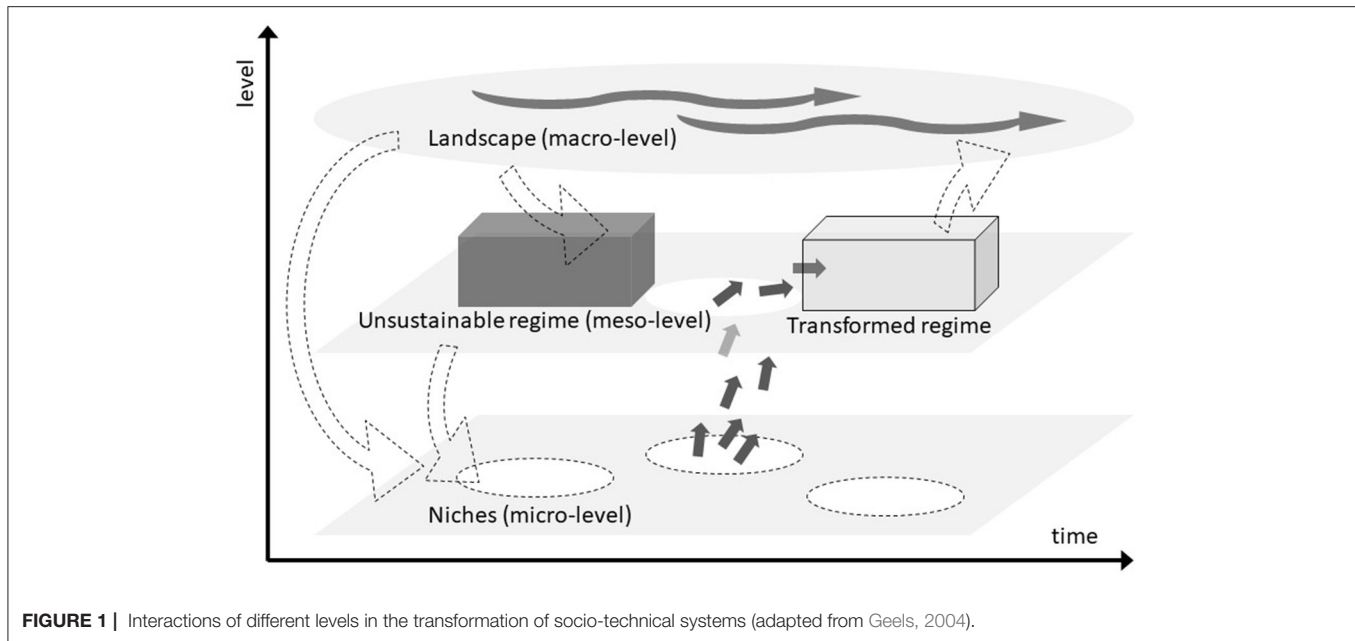 level
Landscape (macro-level)
Unsustainable regime (meso-level)
Transformed regime
Niches (micro-level)
time
FIGURE 1 | Interactions of different levels in the transformation of socio-technical systems (adapted from Geels, 2004).